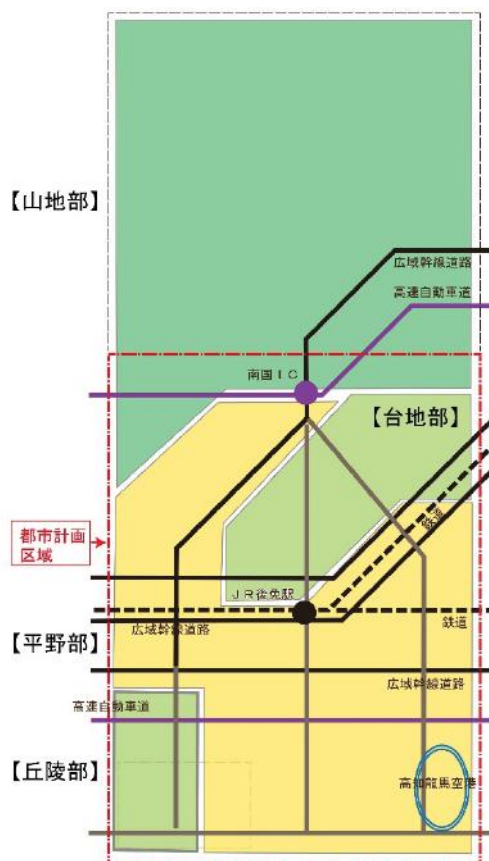 【山地部】
広域幹線道路
高速自動車道
南国IC
【台地部】
鉄道
都市計画
区域
JR後免駅
広域幹線道路
鉄道
【平野部】
広域幹線道路
高速自動車道
【丘陵部】
高知龍馬空港